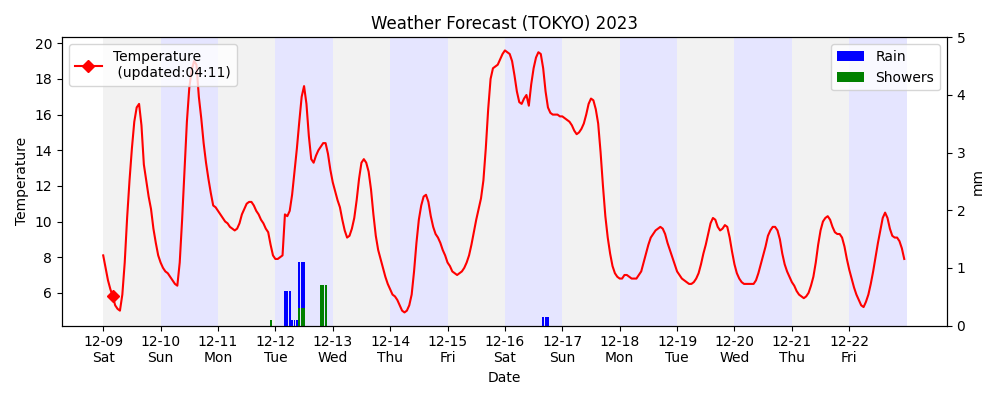 Weather Forecast (TOKYO) 2023
Temperature
(updated:04:11)
Rain
Showers
Temperature
20
18
16
14
12
10
8
6
5
4
3
2
1
0
mm
12-09 12-10 12-11 12-12 12-13 12-14 12-15 12-16 12-17 12-18 12-19 12-20 12-21 12-22
Sat Sun Mon Tue Wed Thu Fri Sat Sun Mon Tue Wed Thu Fri
Date